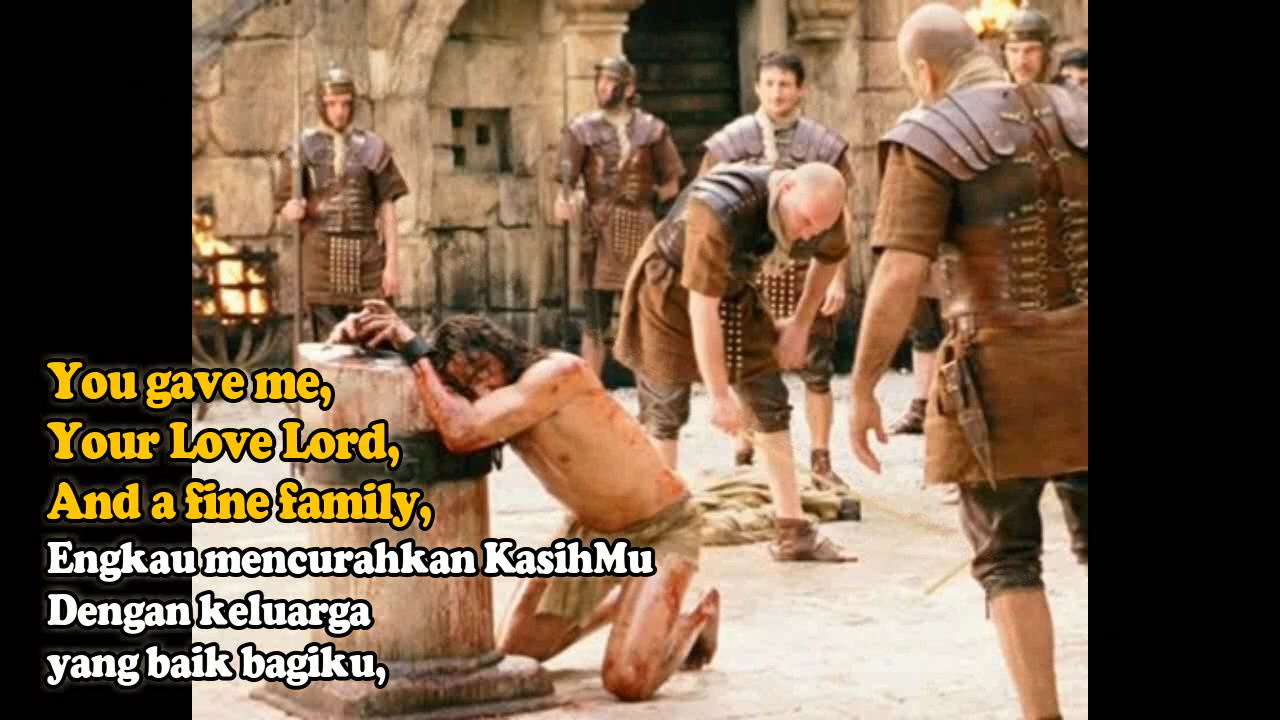 You gave me,
Your Love Lord,
And a fine family,
Engkau mencurahkan KasihMu
Dengan keluarga
yang baik bagiku,